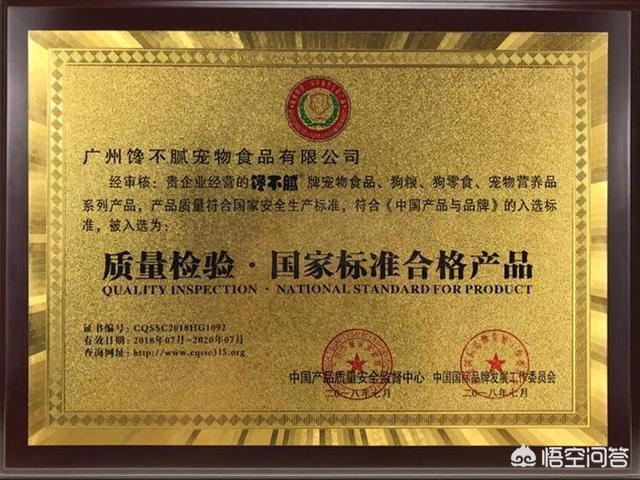 广州馋不腻宠物食品有限公司
经审核：贵企业经营的馋不腻®牌宠物食品、狗粮、狗零食、宠物营养品
系列产品，产品质量符合国家安全生产标准，符合《中国产品与品牌》的入选标
准，被入选为：
质量检验·国家标准合格产品
QUALITY INSPECTION · NATIONAL STANDARD FOR PRODUCT
证书编号：CQSSC2018HG1092
有效日期：2018年07月~2020年07月
查询网址：http://www.cqssc315.org
中国产品质量安全监督中心 中国国际品牌发展工作委员会
二〇一八年七月 二〇一八年七月
悟空问答